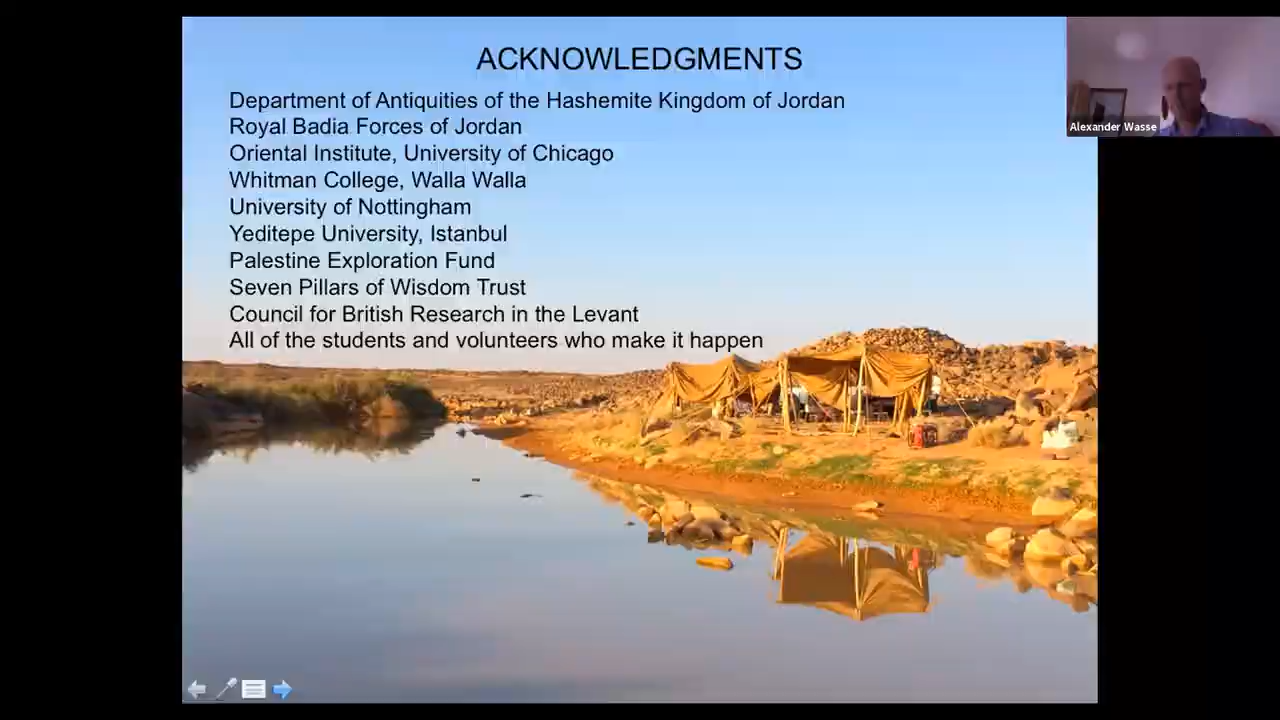 ACKNOWLEDGMENTS
Department of Antiquities of the Hashemite Kingdom of Jordan
Royal Badia Forces of Jordan
Oriental Institute, University of Chicago
Whitman College, Walla Walla
University of Nottingham
Yeditepe University, Istanbul
Palestine Exploration Fund
Seven Pillars of Wisdom Trust
Council for British Research in the Levant
All of the students and volunteers who make it happen
Alexander Wasse